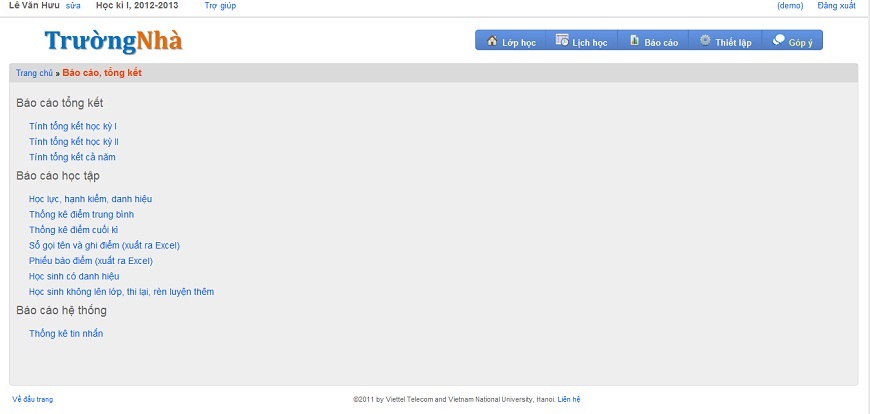 Lê Văn Hưu sửa Học kì I, 2012-2013 Trợ giúp (demo) Đăng xuất
TrườngNhà Lớp học Lịch học Báo cáo Thiết lập Góp ý
Trang chủ » Báo cáo, tổng kết
Báo cáo tổng kết
Tính tổng kết học kỳ I
Tính tổng kết học kỳ II
Tính tổng kết cả năm
Báo cáo học tập
Học lực, hạnh kiểm, danh hiệu
Thống kê điểm trung bình
Thống kê điểm cuối kì
Sổ gọi tên và ghi điểm (xuất ra Excel)
Phiếu báo điểm (xuất ra Excel)
Học sinh có danh hiệu
Học sinh không lên lớp, thi lại, rèn luyện thêm
Báo cáo hệ thống
Thống kê tin nhắn
Về đầu trang ©2011 by Viettel Telecom and Vietnam National University, Hanoi. Liên hệ